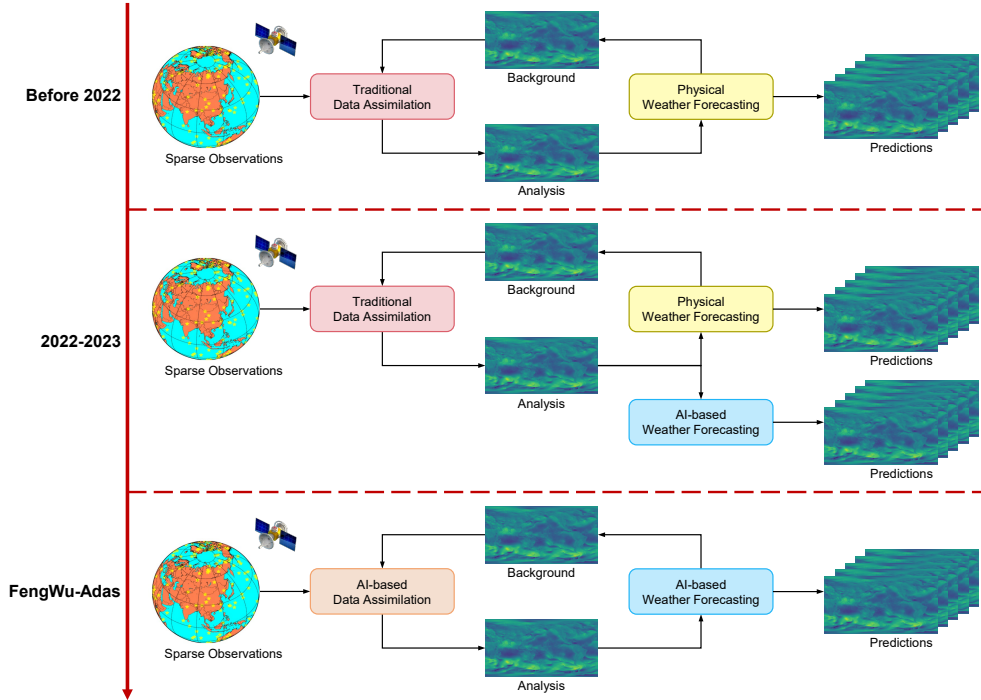 Before 2022
Sparse Observations
Traditional
Data Assimilation
Background
Analysis
Physical
Weather Forecasting
Predictions
2022-2023
Sparse Observations
Traditional
Data Assimilation
Background
Analysis
Physical
Weather Forecasting
Predictions
AI-based
Weather Forecasting
Predictions
FengWu-Adas
Sparse Observations
AI-based
Data Assimilation
Background
Analysis
AI-based
Weather Forecasting
Predictions